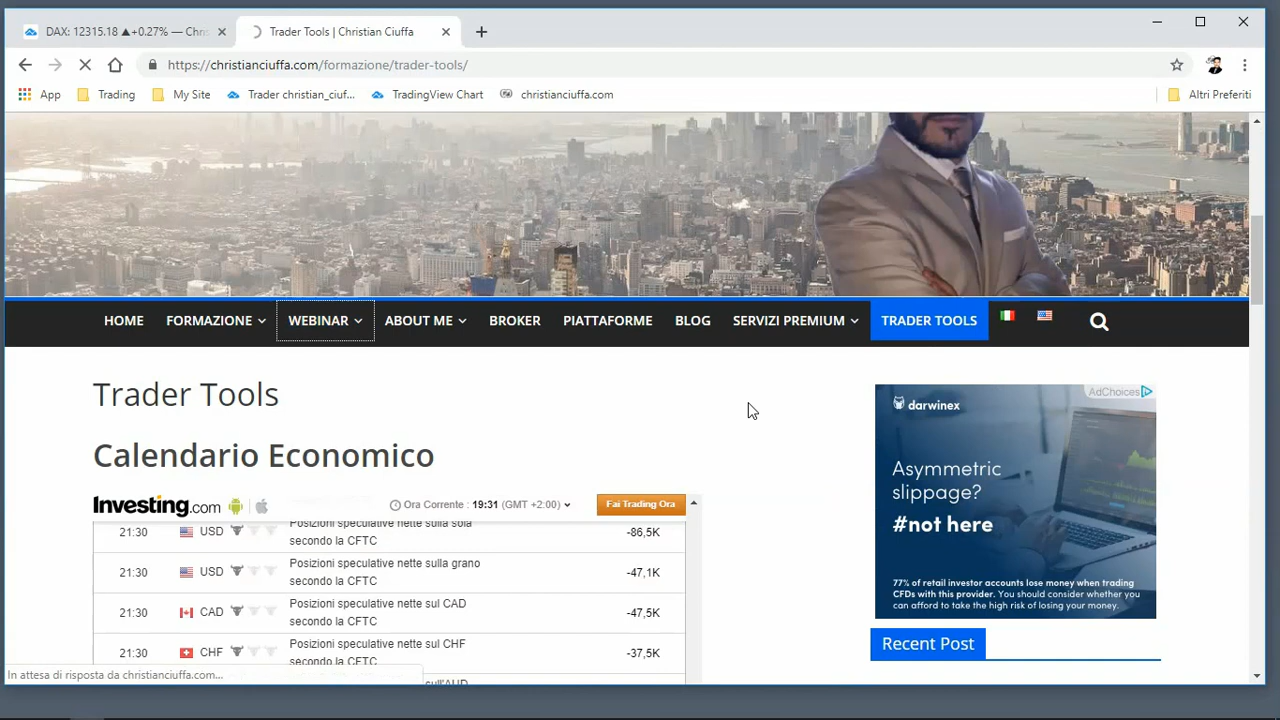 DAX: 12315.18 ▲+0.27% — Chris
Trader Tools | Christian Ciuffa
https://christianciuffa.com/formazione/trader-tools/
App
Trading
My Site
Trader christian_ciuf...
TradingView Chart
christianciuffa.com
Altri Preferiti
HOME
FORMAZIONE
WEBINAR
ABOUT ME
BROKER
PIATTAFORME
BLOG
SERVIZI PREMIUM
TRADER TOOLS
Trader Tools
Calendario Economico
Investing.com
Ora Corrente : 19:31 (GMT +2:00)
Fai Trading Ora
21:30 USD Posizioni speculative nette sulla soia
secondo la CFTC
-86,5K
21:30 USD Posizioni speculative nette sulla grano
secondo la CFTC
-47,1K
21:30 CAD Posizioni speculative nette sul CAD
secondo la CFTC
-47,5K
21:30 CHF Posizioni speculative nette sul CHF
secondo la CFTC
-37,5K
sull'AUD
In attesa di risposta da christianciuffa.com...
AdChoices
darwinex
Asymmetric
slippage?
#not here
77% of retail investor accounts lose money when trading
CFDs with this provider. You should consider whether you
can afford to take the high risk of losing your money.
Recent Post